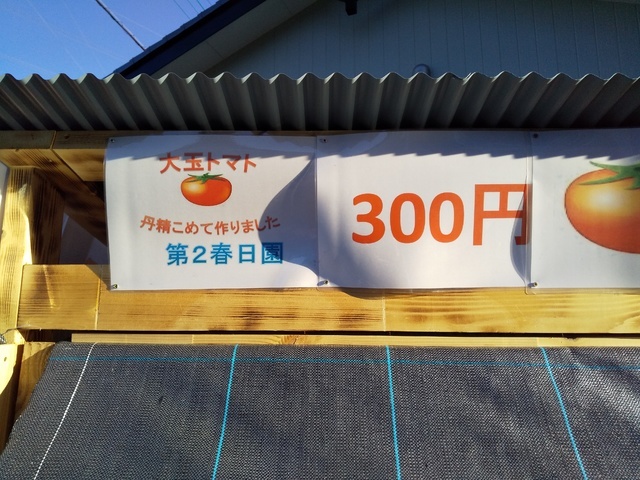 大玉トマト
丹精こめて作りました
第2春日園
300円